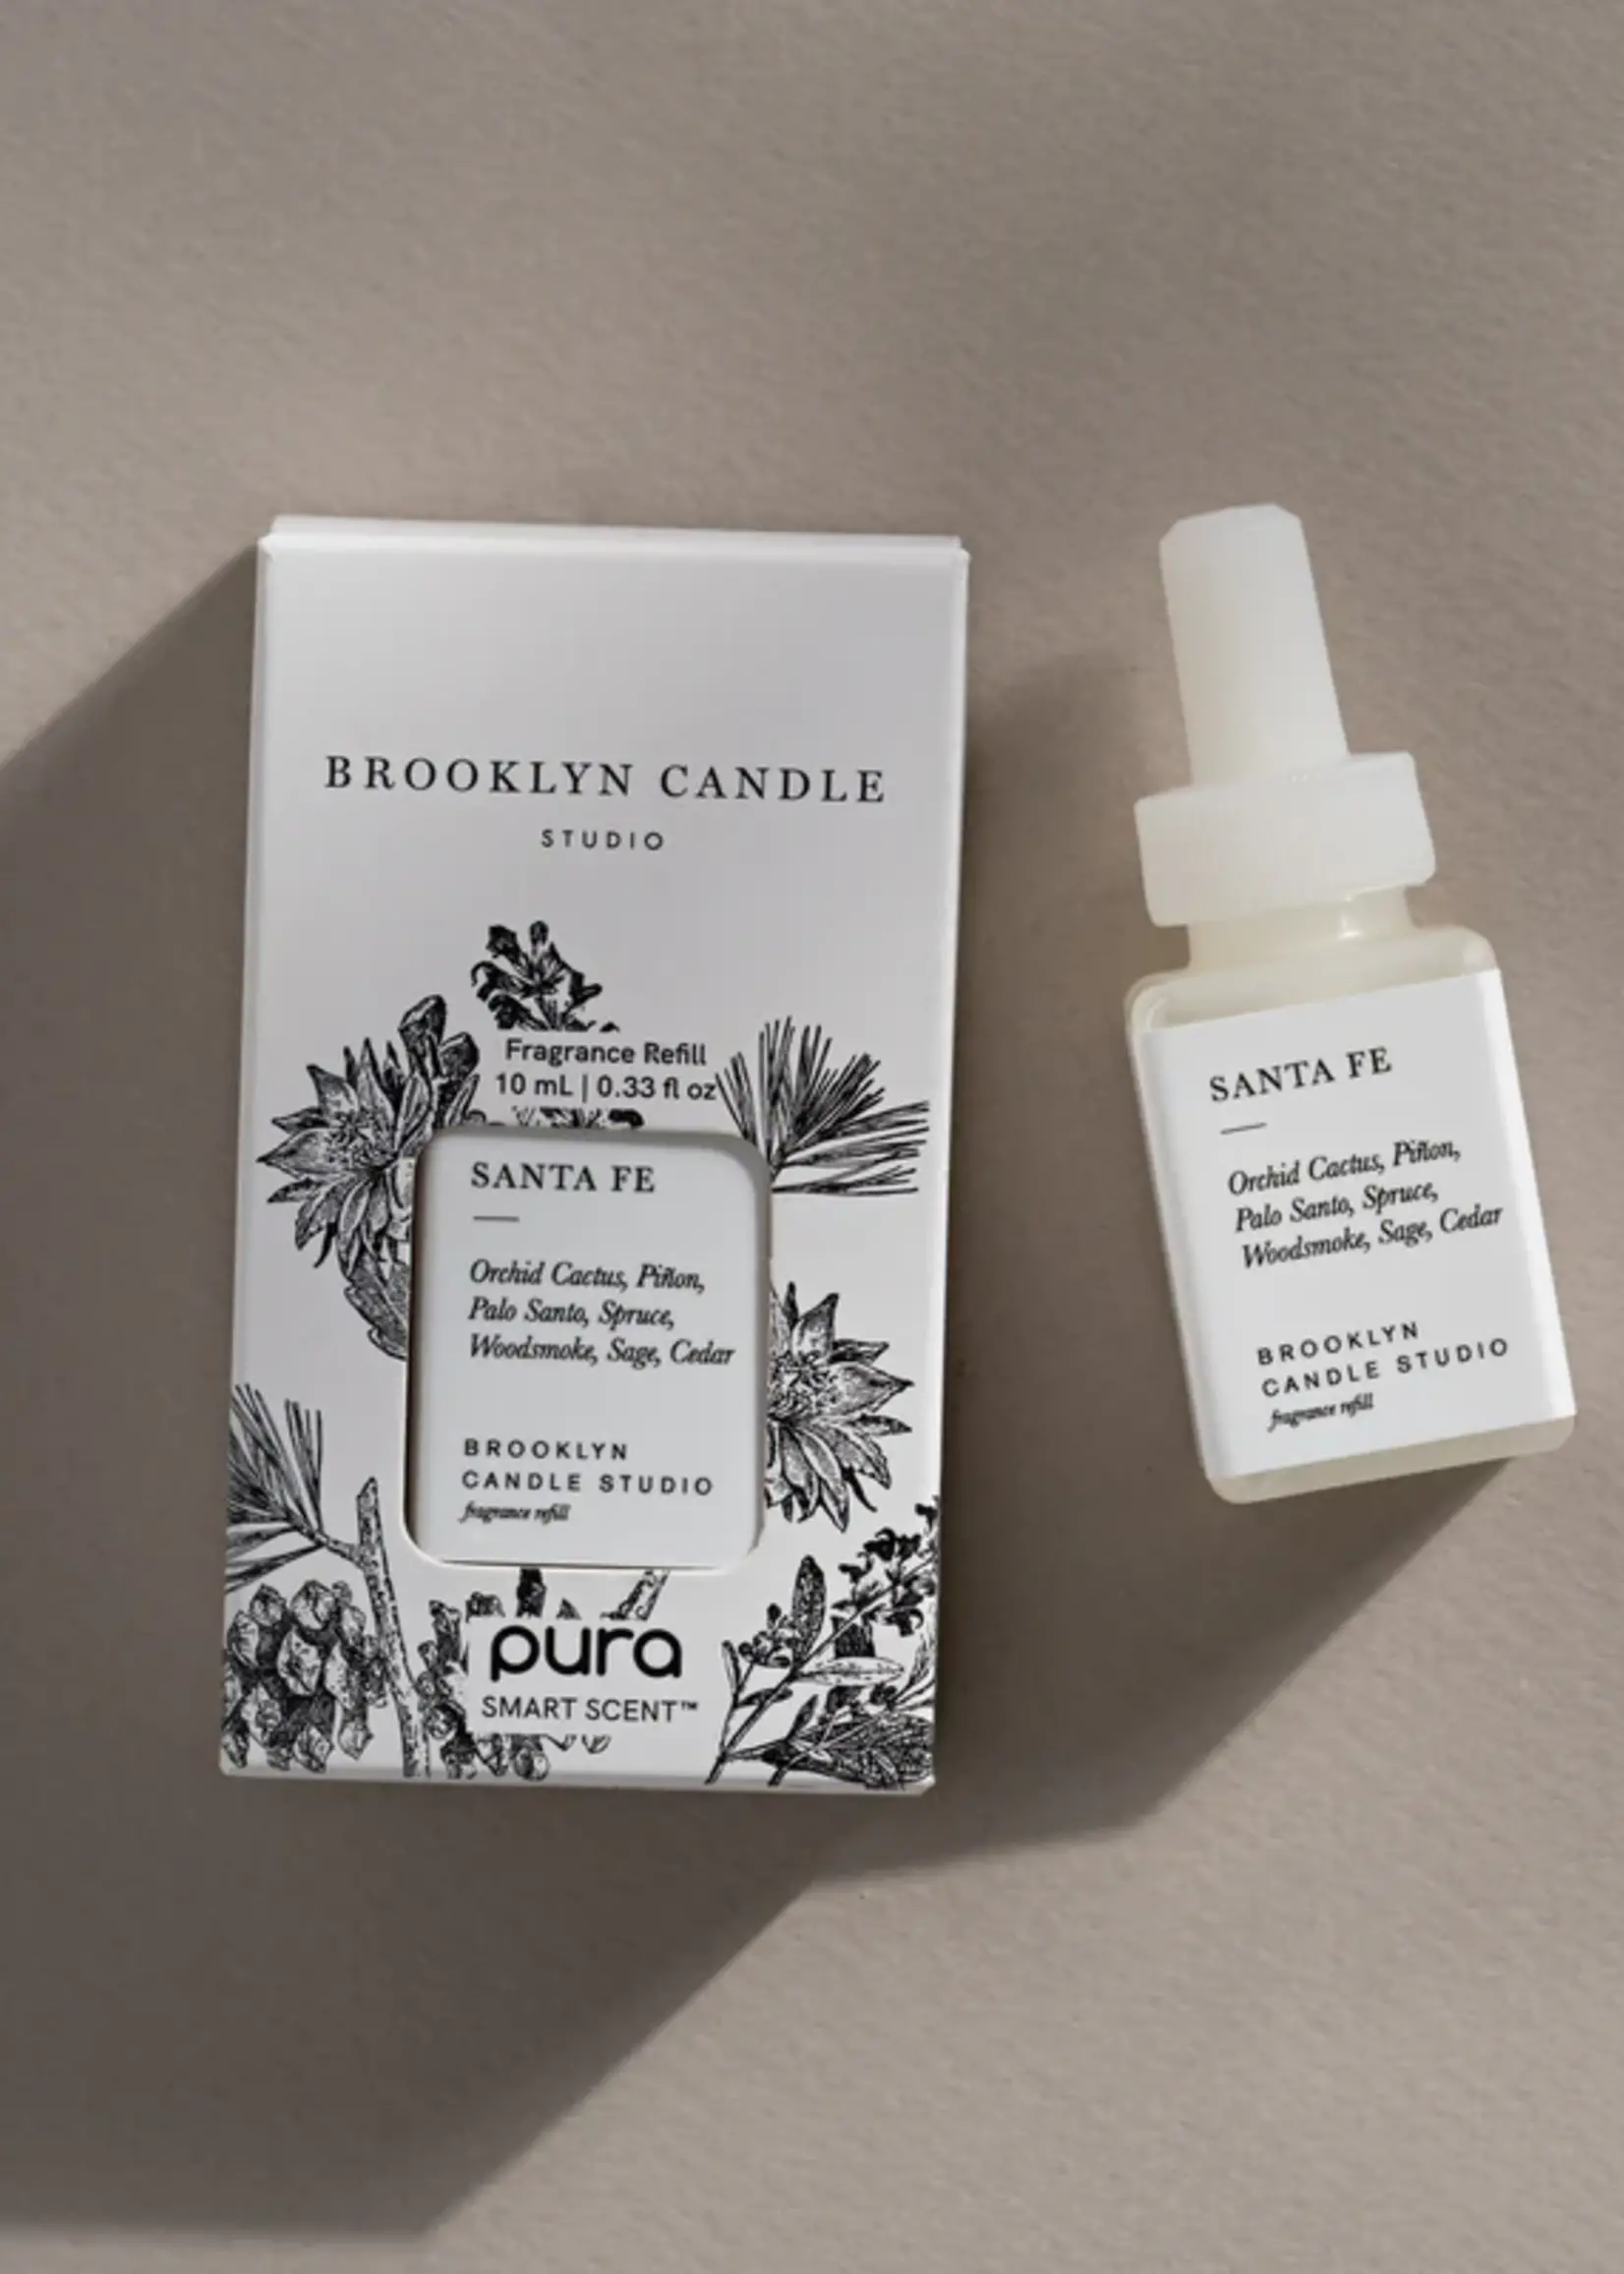 BROOKLYN CANDLE
STUDIO
Fragrance Refill
10 mL | 0.33 fl oz
SANTA FE
Orchid Cactus, Piñon,
Palo Santo, Spruce,
Woodsmoke, Sage, Cedar
BROOKLYN
CANDLE STUDIO
fragrance refill
pura
SMART SCENT™
SANTA FE
Orchid Cactus, Piñon,
Palo Santo, Spruce,
Woodsmoke, Sage, Cedar
BROOKLYN
CANDLE STUDIO
fragrance refill